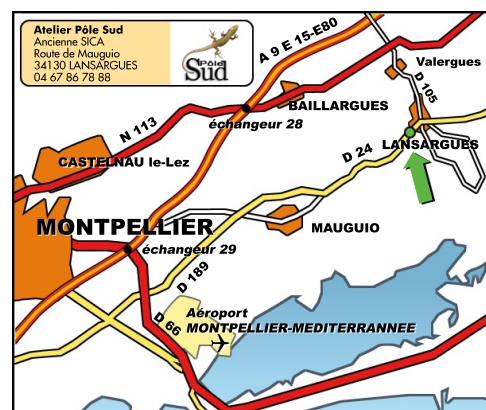 Atelier Pôle Sud
Ancienne SICA
Route de Mauguio
34130 LANSARGUES
04 67 86 78 88
Pôle
Sud
A 9 E 15-E80
Valergues
D 105
BAILLARGUES
échangeur 28
N 113
LANSARGUES
D 24
CASTELNAU le-Lez
MONTPELLIER
MAUGUIO
échangeur 29
D 189
Aéroport
MONTPELLIER-MEDITERRANNEE
D 66